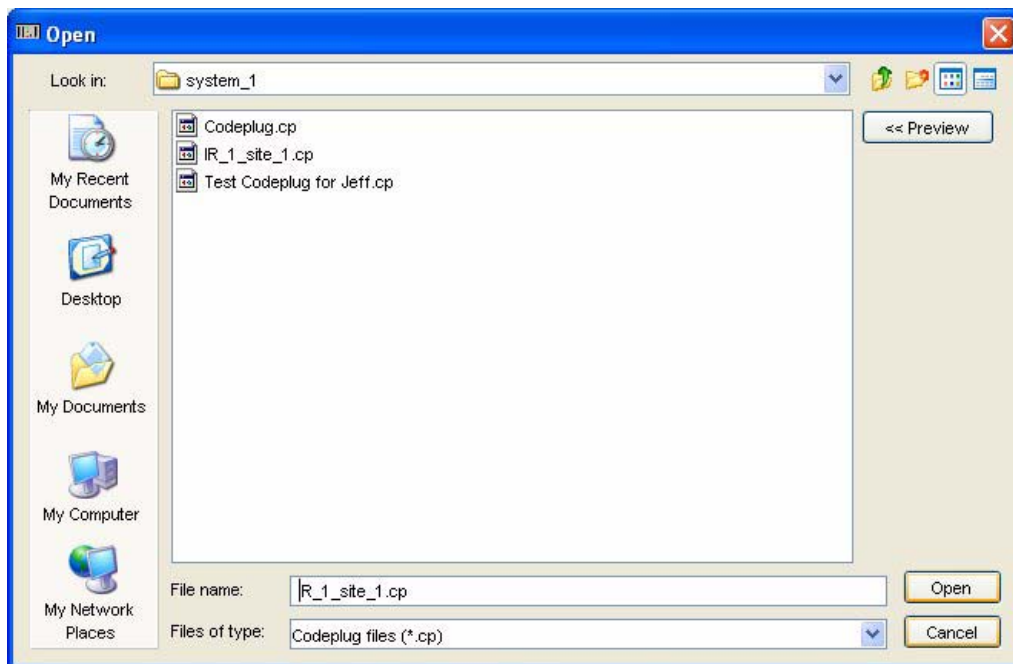 Open
Look in:
system_1
<< Preview
My Recent
Documents
Desktop
My Documents
My Computer
My Network
Places
Codeplug.cp
IR_1_site_1.cp
Test Codeplug for Jeff.cp
File name:
IR_1_site_1.cp
Open
Files of type:
Codeplug files (*.cp)
Cancel